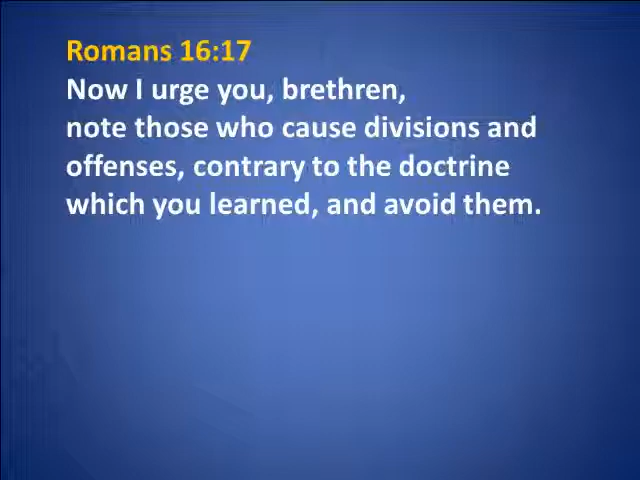 Romans 16:17
Now I urge you, brethren,
note those who cause divisions and
offenses, contrary to the doctrine
which you learned, and avoid them.